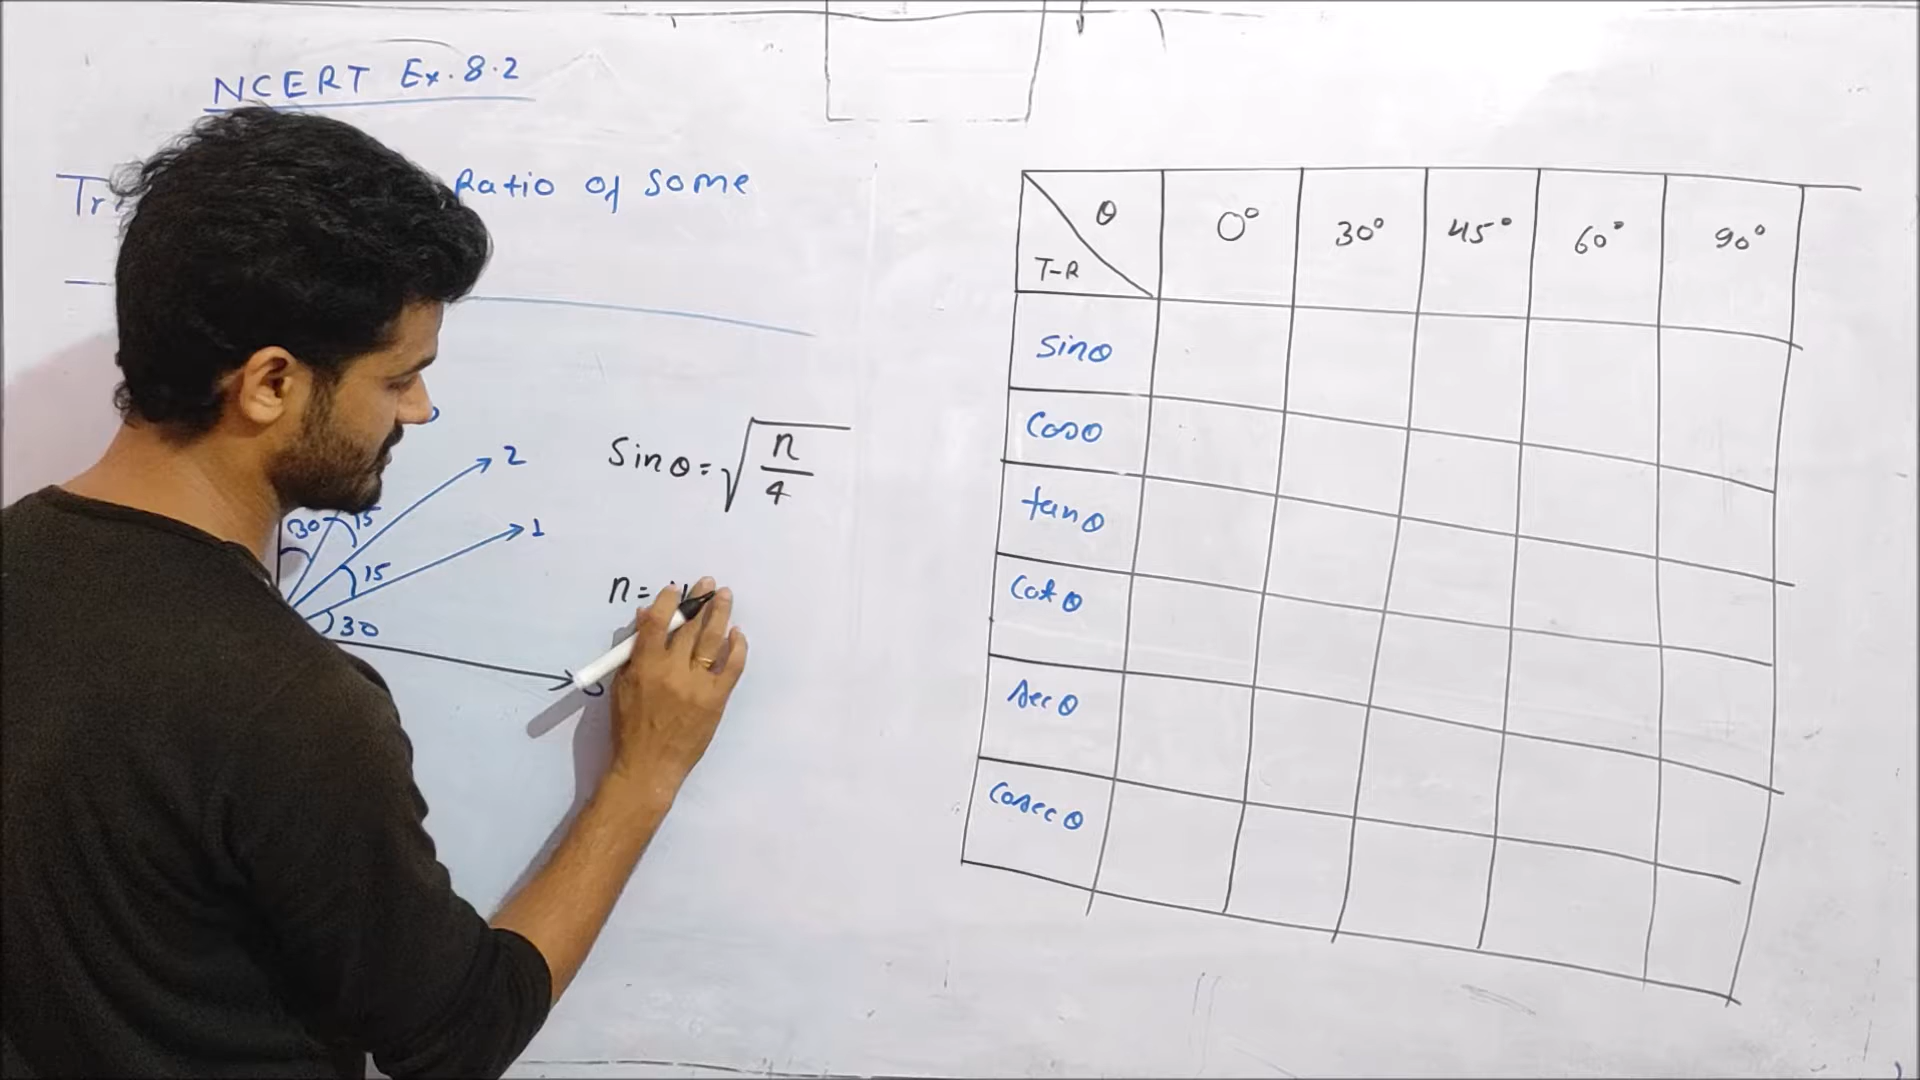 NCERT Ex. 8.2
Ratio of Some
2
1
30 15
15
30
Sinθ = √(n/4)
n =
θ 0° 30° 45° 60° 90°
T-R
Sinθ
Cosθ
tanθ
Cotθ
Secθ
Cosecθ